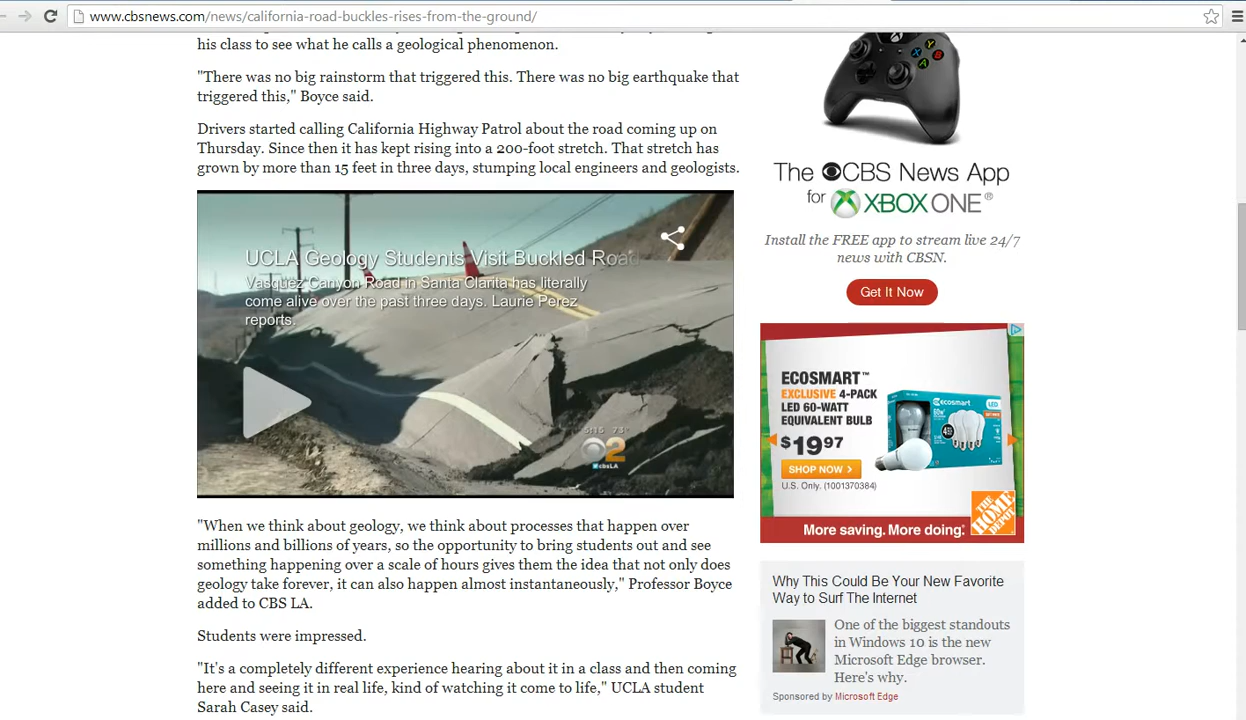 www.cbsnews.com/news/california-road-buckles-rises-from-the-ground/
his class to see what he calls a geological phenomenon.
"There was no big rainstorm that triggered this. There was no big earthquake that
triggered this," Boyce said.
Drivers started calling California Highway Patrol about the road coming up on
Thursday. Since then it has kept rising into a 200-foot stretch. That stretch has
grown by more than 15 feet in three days, stumping local engineers and geologists.
UCLA Geology Students Visit Buckled Road
Vasquez Canyon Road in Santa Clarita has literally
come alive over the past three days. Laurie Perez
reports.
5:15 73°
2
cbsLA
"When we think about geology, we think about processes that happen over
millions and billions of years, so the opportunity to bring students out and see
something happening over a scale of hours gives them the idea that not only does
geology take forever, it can also happen almost instantaneously," Professor Boyce
added to CBS LA.
Students were impressed.
"It's a completely different experience hearing about it in a class and then coming
here and seeing it in real life, kind of watching it come to life," UCLA student
Sarah Casey said.
The CBS News App
for XBOX ONE®
Install the FREE app to stream live 24/7
news with CBSN.
Get It Now
ECOSMART™
EXCLUSIVE 4-PACK
LED 60-WATT
EQUIVALENT BULB
$1997
SHOP NOW >
U.S. Only. (1001370384)
ecosmart
LED
THE HOME DEPOT
More saving. More doing.
Why This Could Be Your New Favorite
Way to Surf The Internet
One of the biggest standouts
in Windows 10 is the new
Microsoft Edge browser.
Here's why.
Sponsored by Microsoft Edge